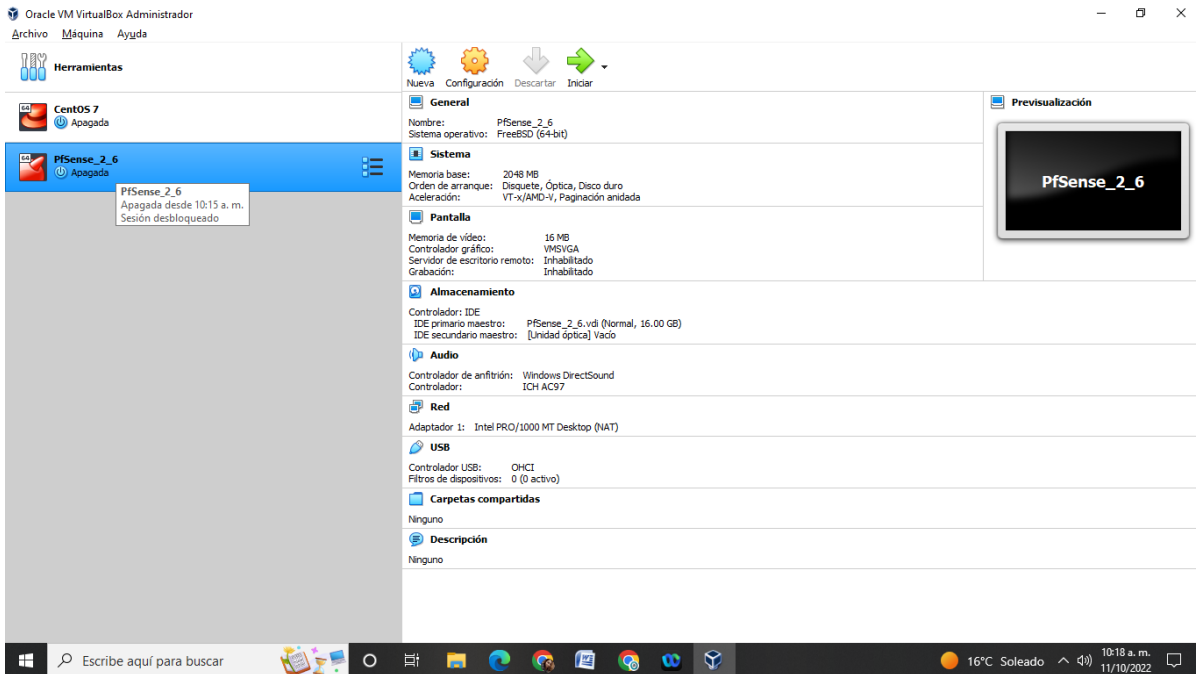 Oracle VM VirtualBox Administrador
Archivo Máquina Ayuda
Herramientas
Nueva Configuración Descartar Iniciar
64
CentOS 7
Apagada
64
PfSense_2_6
Apagada
PfSense_2_6
Apagada desde 10:15 a. m.
Sesión desbloqueado
General
Nombre: PfSense_2_6
Sistema operativo: FreeBSD (64-bit)
Sistema
Memoria base: 2048 MB
Orden de arranque: Disquete, Óptica, Disco duro
Aceleración: VT-x/AMD-V, Paginación anidada
Pantalla
Memoria de vídeo: 16 MB
Controlador gráfico: VMSVGA
Servidor de escritorio remoto: Inhabilitado
Grabación: Inhabilitado
Almacenamiento
Controlador: IDE
IDE primario maestro: PfSense_2_6.vdi (Normal, 16.00 GB)
IDE secundario maestro: [Unidad óptica] Vacío
Audio
Controlador de anfitrión: Windows DirectSound
Controlador: ICH AC97
Red
Adaptador 1: Intel PRO/1000 MT Desktop (NAT)
USB
Controlador USB: OHCI
Filtros de dispositivos: 0 (0 activo)
Carpetas compartidas
Ninguno
Descripción
Ninguno
Previsualización
PfSense_2_6
Escribe aquí para buscar
16°C Soleado
10:18 a. m.
11/10/2022